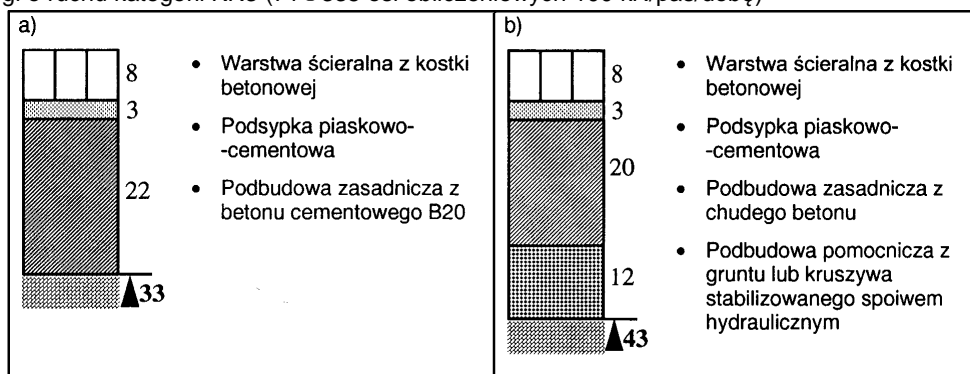 a)
8
3
22
33
• Warstwa ścieralna z kostki
betonowej
• Podsypka piaskowo-
-cementowa
• Podbudowa zasadnicza z
betonu cementowego B20
b)
8
3
20
12
43
• Warstwa ścieralna z kostki
betonowej
• Podsypka piaskowo-
-cementowa
• Podbudowa zasadnicza z
chudego betonu
• Podbudowa pomocnicza z
gruntu lub kruszywa
stabilizowanego spoiwem
hydraulicznym